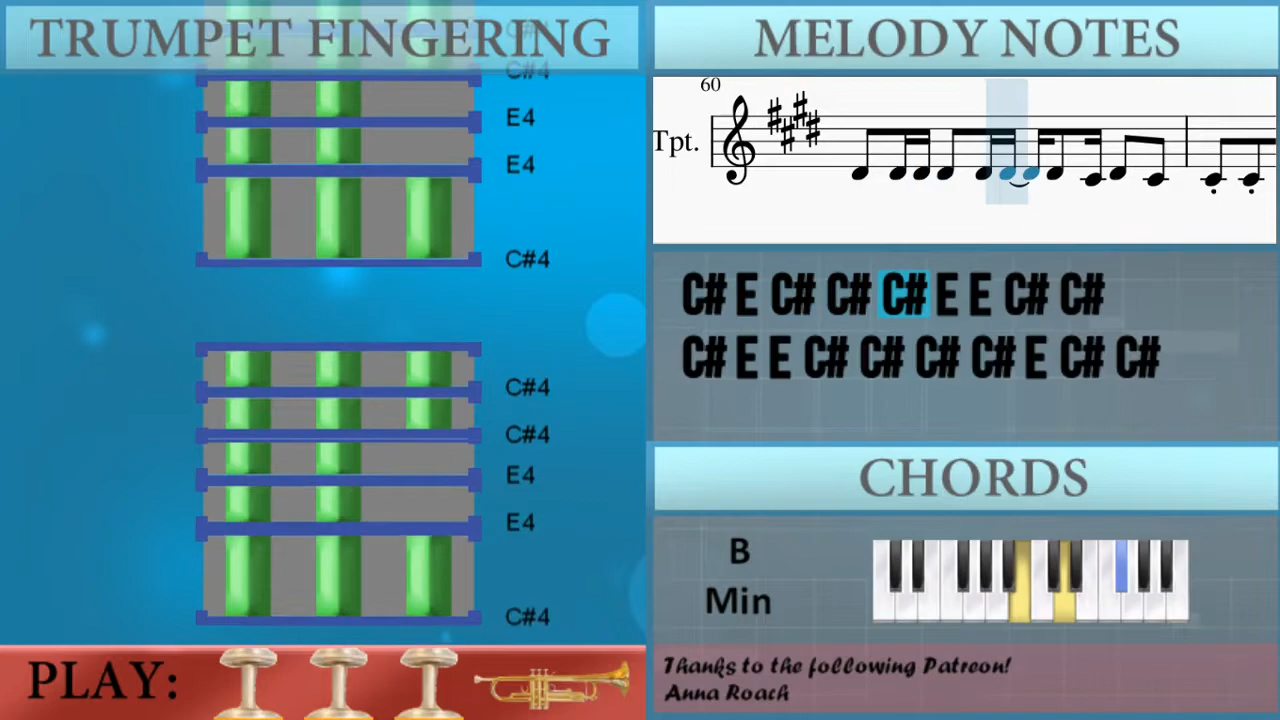 TRUMPET FINGERING
C#
C#4
E4
E4
C#4
C#4
C#4
E4
E4
C#4
PLAY:
MELODY NOTES
60
Tpt.
C# E C# C# C# E E C# C#
C# E E C# C# C# C# E C# C#
CHORDS
B
Min
Thanks to the following Patreon!
Anna Roach